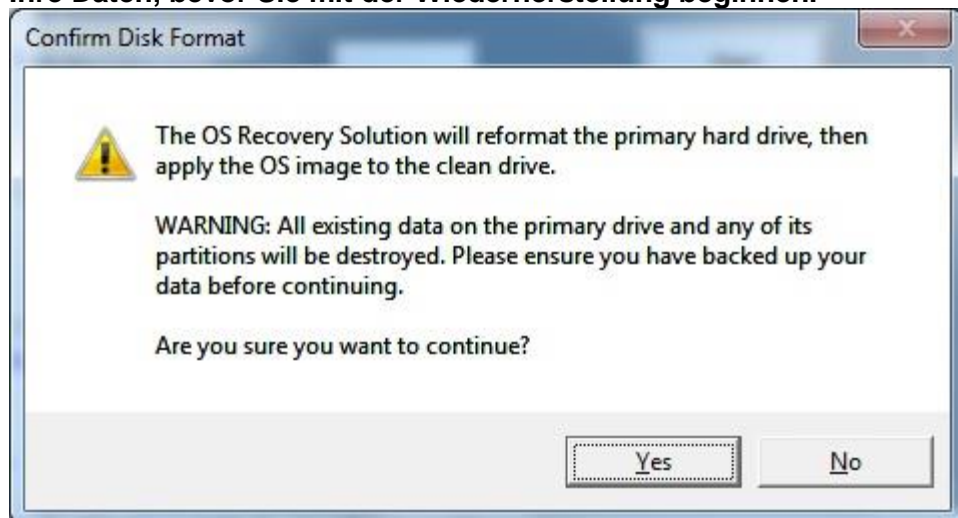 Ihre Daten, bevor Sie mit der Wiederherstellung beginnen.
Confirm Disk Format
The OS Recovery Solution will reformat the primary hard drive, then
apply the OS image to the clean drive.
WARNING: All existing data on the primary drive and any of its
partitions will be destroyed. Please ensure you have backed up your
data before continuing.
Are you sure you want to continue?
Yes
No